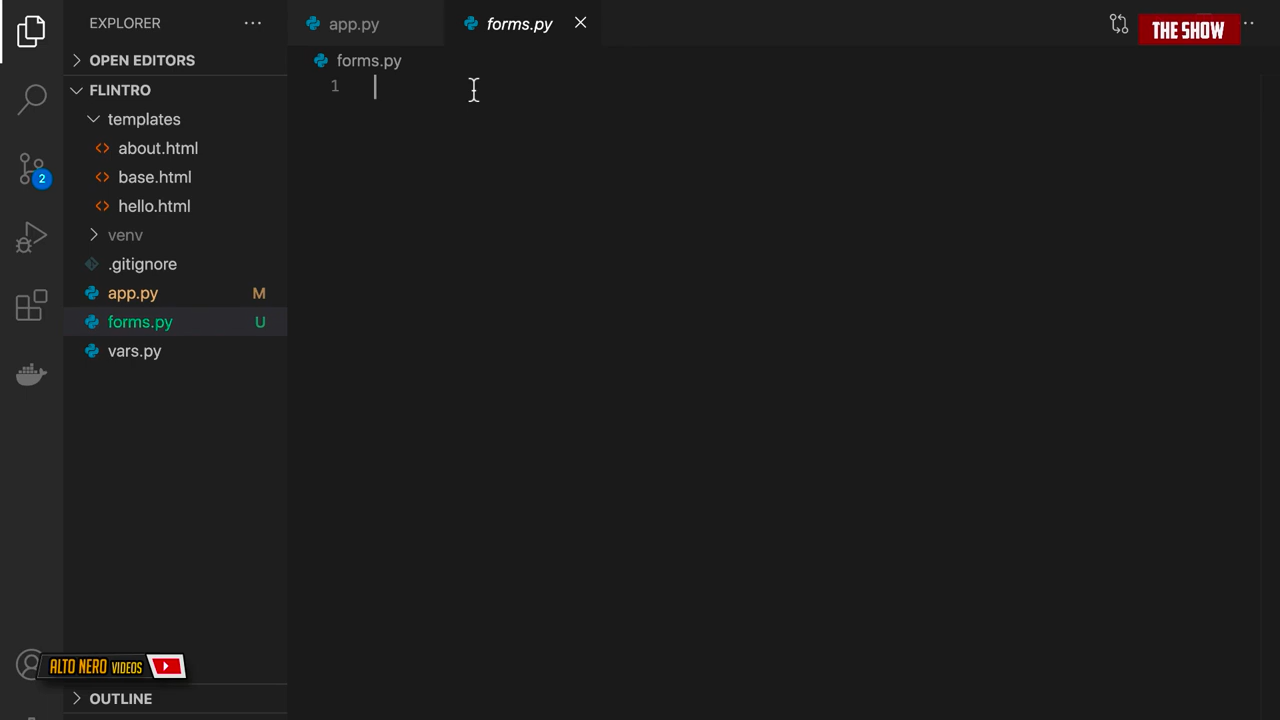 EXPLORER
app.py
forms.py
THE SHOW
OPEN EDITORS
forms.py
FLINTRO
1
templates
about.html
base.html
2
hello.html
venv
.gitignore
app.py M
forms.py U
vars.py
ALTO NERO VIDEOS
OUTLINE